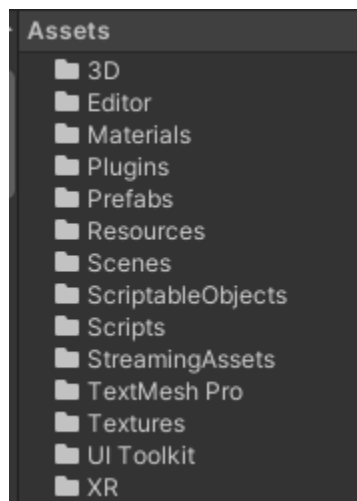 Assets
3D
Editor
Materials
Plugins
Prefabs
Resources
Scenes
ScriptableObjects
Scripts
StreamingAssets
TextMesh Pro
Textures
UI Toolkit
XR